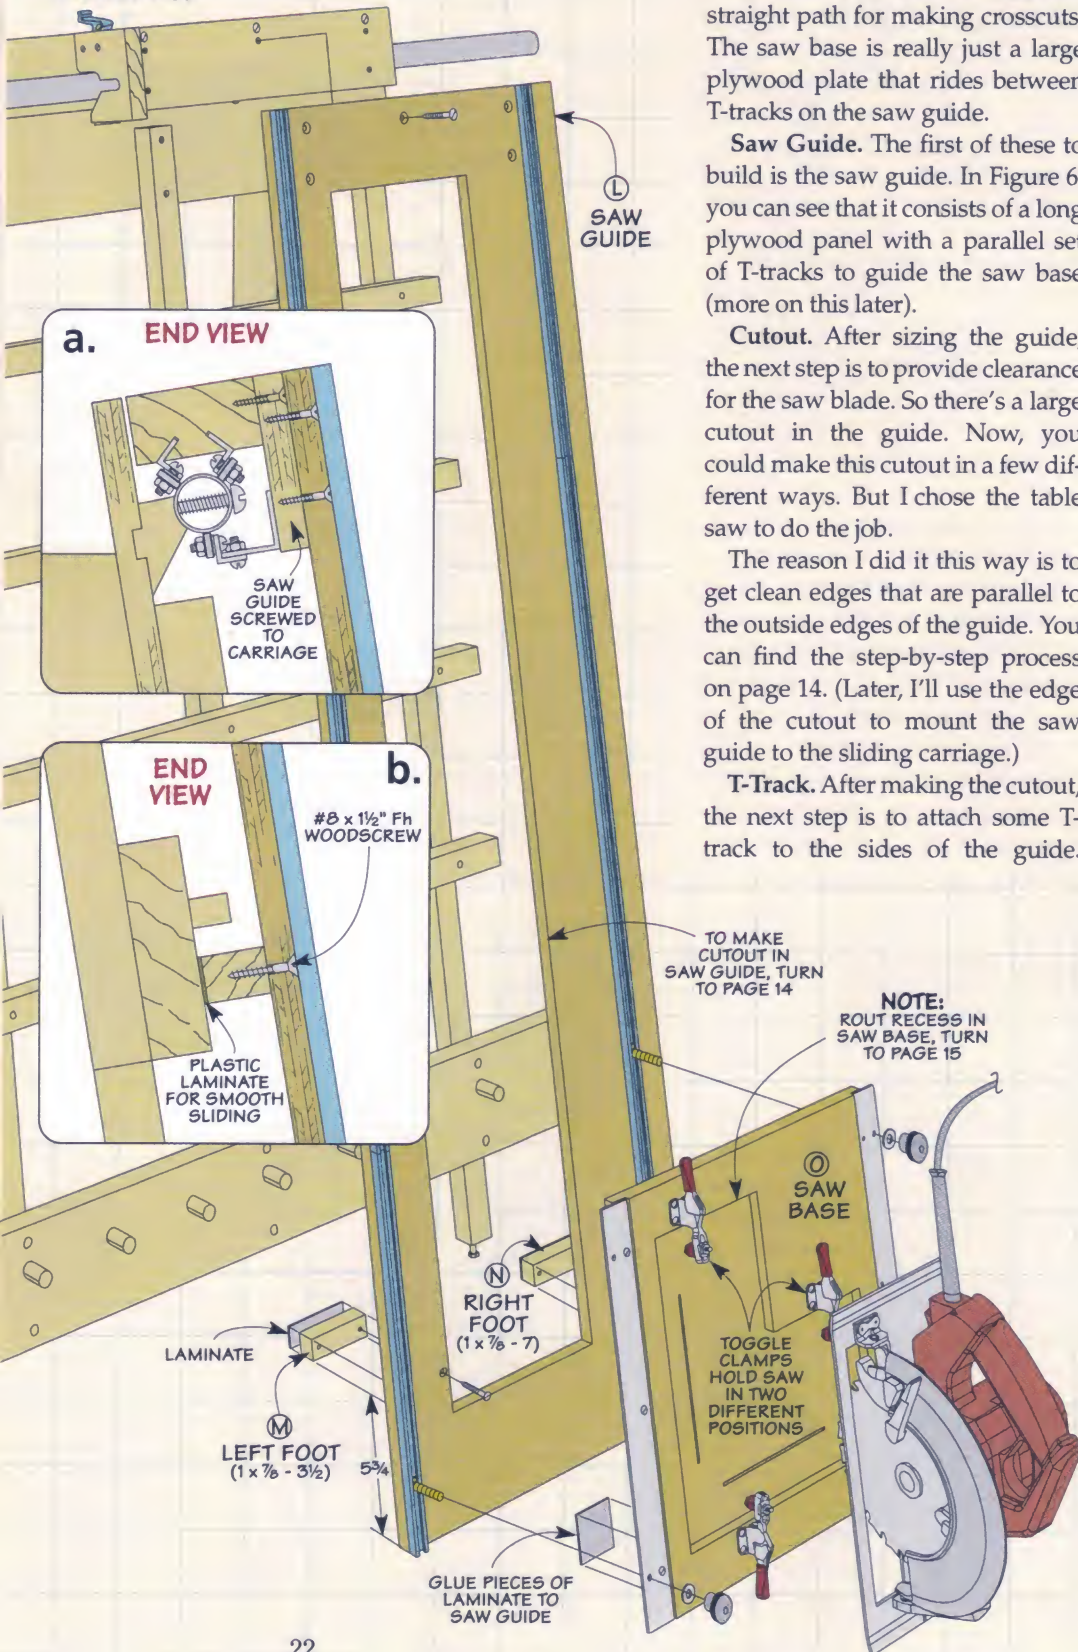 straight path for making crosscuts
The saw base is really just a large
plywood plate that rides between
T-tracks on the saw guide.
Saw Guide. The first of these to
build is the saw guide. In Figure 6
you can see that it consists of a long
plywood panel with a parallel set
of T-tracks to guide the saw base
(more on this later).
Cutout. After sizing the guide,
the next step is to provide clearance
for the saw blade. So there's a large
cutout in the guide. Now, you
could make this cutout in a few dif-
ferent ways. But I chose the table
saw to do the job.
The reason I did it this way is to
get clean edges that are parallel to
the outside edges of the guide. You
can find the step-by-step process
on page 14. (Later, I'll use the edge
of the cutout to mount the saw
guide to the sliding carriage.)
T-Track. After making the cutout,
the next step is to attach some T-
track to the sides of the guide.
L
SAW
GUIDE
a.
END VIEW
SAW
GUIDE
SCREWED
TO
CARRIAGE
END
VIEW
b.
#8 x 1½" Fh
WOODSCREW
PLASTIC
LAMINATE
FOR SMOOTH
SLIDING
TO MAKE
CUTOUT IN
SAW GUIDE, TURN
TO PAGE 14
NOTE:
ROUT RECESS IN
SAW BASE, TURN
TO PAGE 15
O
SAW
BASE
N
RIGHT
FOOT
(1 x ⅞ - 7)
LAMINATE
TOGGLE
CLAMPS
HOLD SAW
IN TWO
DIFFERENT
POSITIONS
M
LEFT FOOT
(1 x ⅞ - 3½)
5¾
GLUE PIECES OF
LAMINATE TO
SAW GUIDE
22